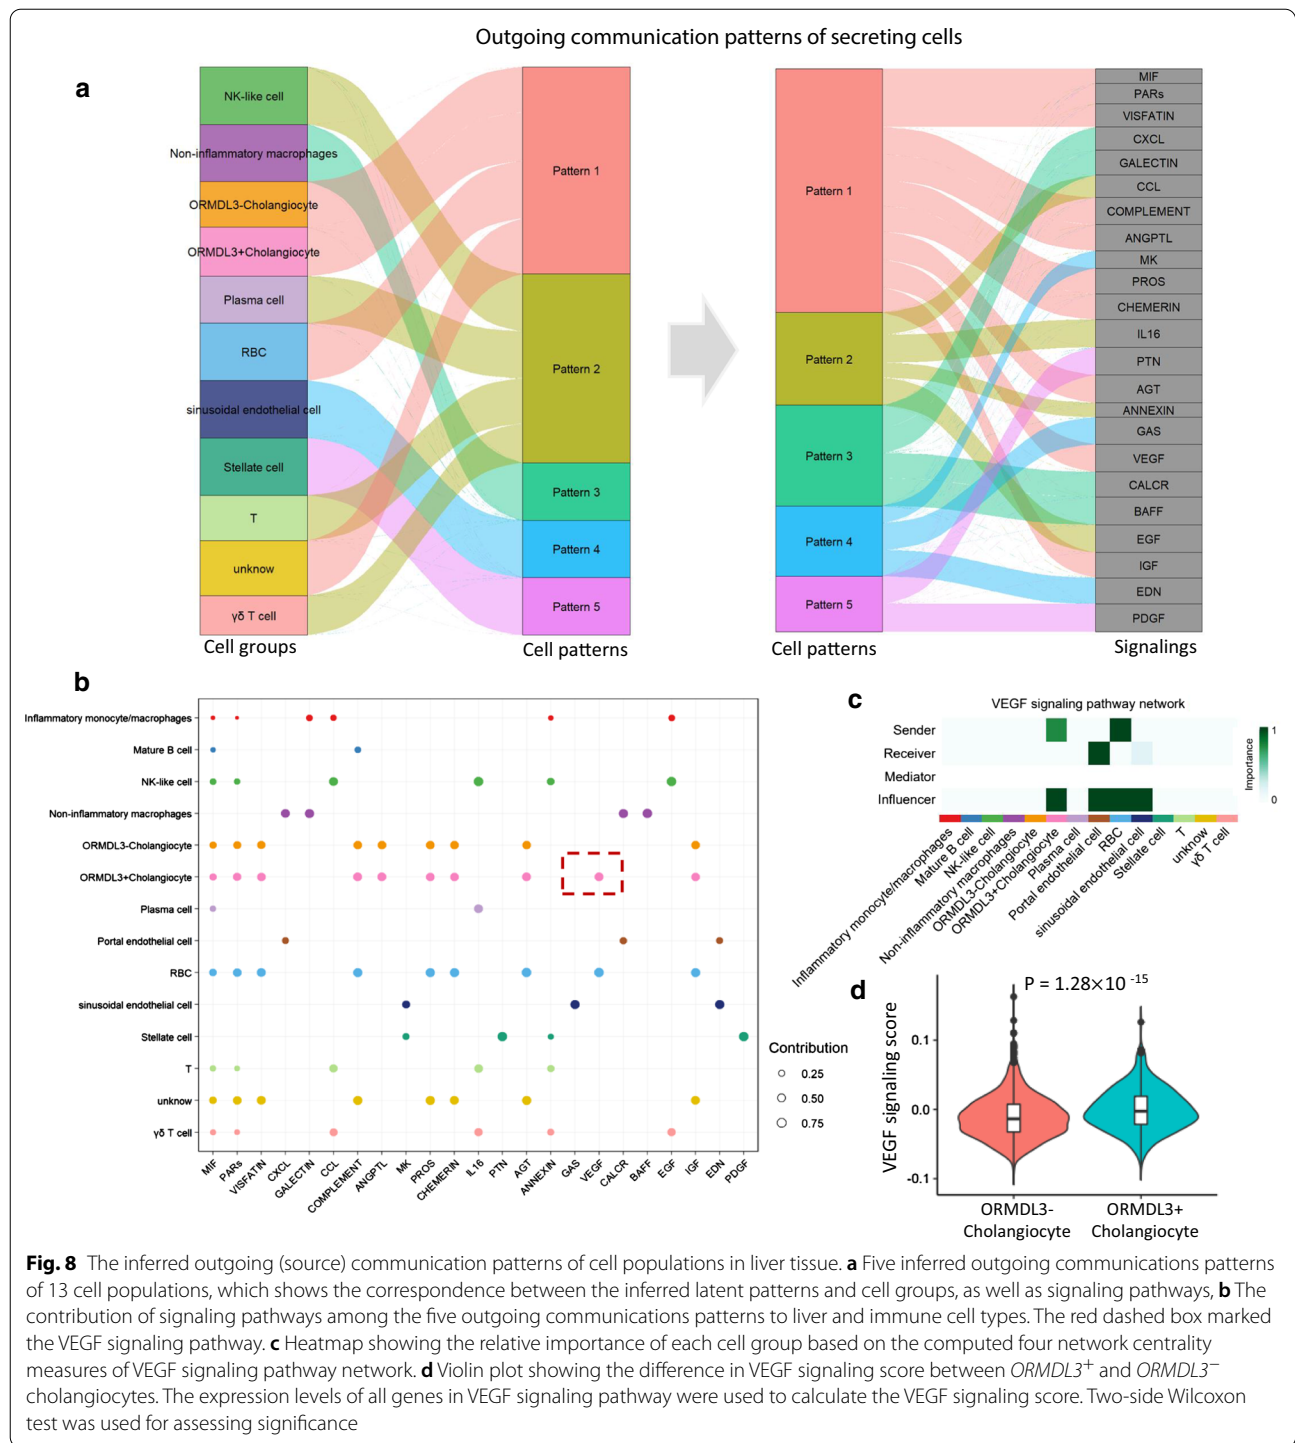 Outgoing communication patterns of secreting cells
a
NK-like cell
Non-inflammatory macrophages
ORMDL3-Cholangiocyte
ORMDL3+Cholangiocyte
Plasma cell
RBC
sinusoidal endothelial cell
Stellate cell
T
unknow
γδ T cell
Cell groups
Pattern 1
Pattern 2
Pattern 3
Pattern 4
Pattern 5
Cell patterns
Pattern 1
Pattern 2
Pattern 3
Pattern 4
Pattern 5
Cell patterns
MIF
PARs
VISFATIN
CXCL
GALECTIN
CCL
COMPLEMENT
ANGPTL
MK
PROS
CHEMERIN
IL16
PTN
AGT
ANNEXIN
GAS
VEGF
CALCR
BAFF
EGF
IGF
EDN
PDGF
Signalings
b
Inflammatory monocyte/macrophages
Mature B cell
NK-like cell
Non-inflammatory macrophages
ORMDL3-Cholangiocyte
ORMDL3+Cholangiocyte
Plasma cell
Portal endothelial cell
RBC
sinusoidal endothelial cell
Stellate cell
T
unknow
γδ T cell
MIF
PARs
VISFATIN
CXCL
GALECTIN
CCL
COMPLEMENT
ANGPTL
MK
PROS
CHEMERIN
IL16
PTN
AGT
ANNEXIN
GAS
VEGF
CALCR
BAFF
EGF
IGF
EDN
PDGF
Contribution
0.25
0.50
0.75
c
VEGF signaling pathway network
Sender
Receiver
Mediator
Influencer
Importance
1
0
Inflammatory monocyte/macrophages
Mature B cell
NK-like cell
Non-inflammatory macrophages
ORMDL3-Cholangiocyte
ORMDL3+Cholangiocyte
Plasma cell
Portal endothelial cell
RBC
sinusoidal endothelial cell
Stellate cell
T
unknow
γδ T cell
d
P = 1.28×10 -15
VEGF signaling score
0.1
0.0
-0.1
ORMDL3-
Cholangiocyte
ORMDL3+
Cholangiocyte
Fig. 8 The inferred outgoing (source) communication patterns of cell populations in liver tissue. a Five inferred outgoing communications patterns
of 13 cell populations, which shows the correspondence between the inferred latent patterns and cell groups, as well as signaling pathways, b The
contribution of signaling pathways among the five outgoing communications patterns to liver and immune cell types. The red dashed box marked
the VEGF signaling pathway. c Heatmap showing the relative importance of each cell group based on the computed four network centrality
measures of VEGF signaling pathway network. d Violin plot showing the difference in VEGF signaling score between ORMDL3⁺ and ORMDL3⁻
cholangiocytes. The expression levels of all genes in VEGF signaling pathway were used to calculate the VEGF signaling score. Two-side Wilcoxon
test was used for assessing significance